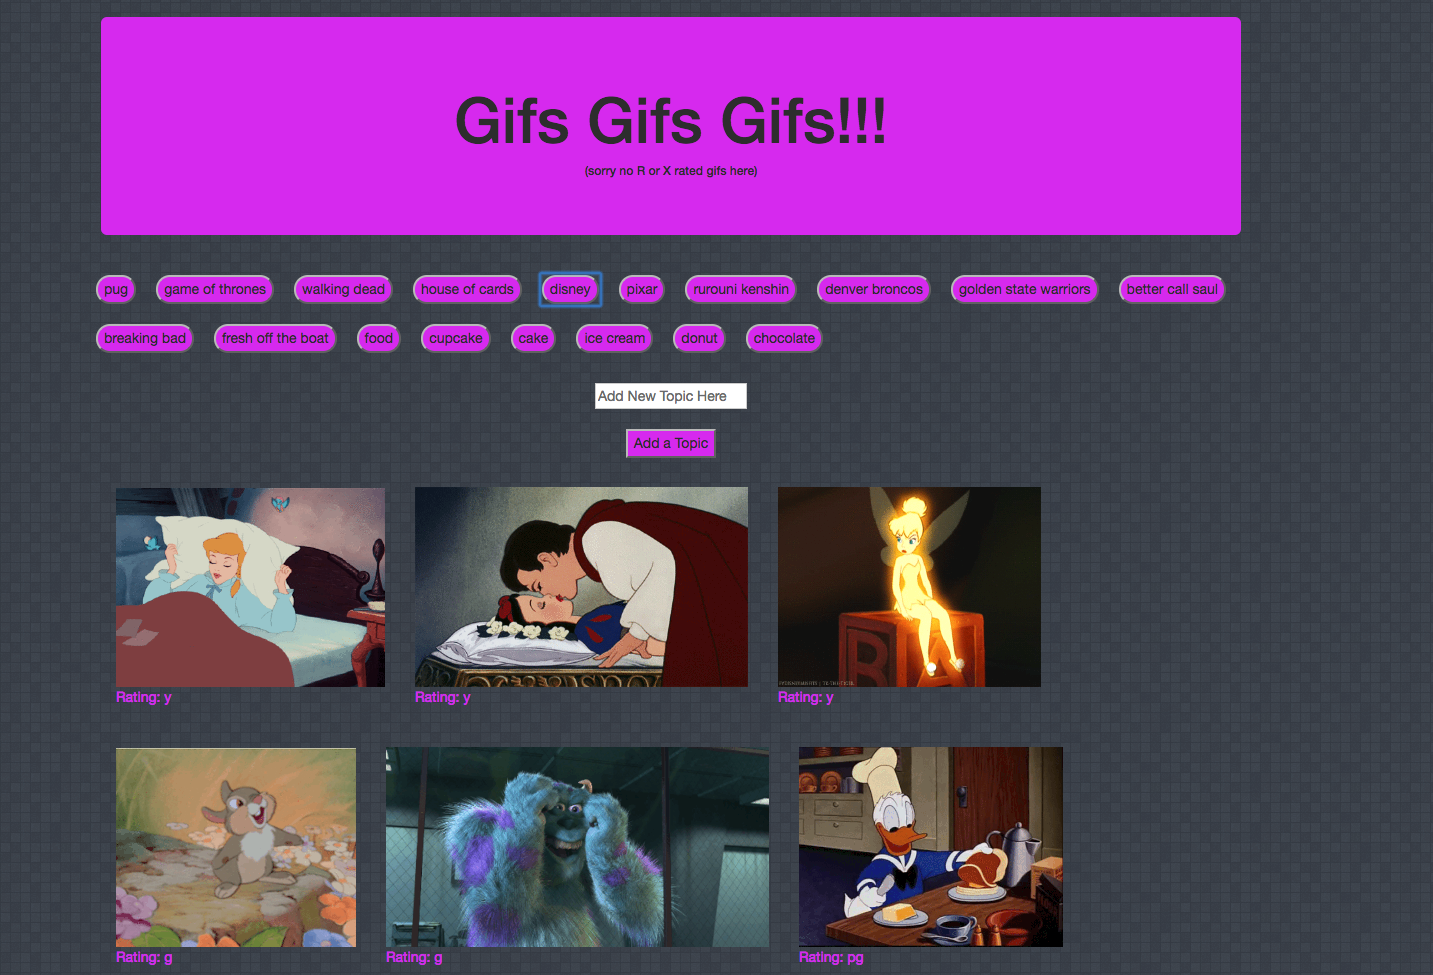 Gifs Gifs Gifs!!!
(sorry no R or X rated gifs here)
pug game of thrones walking dead house of cards disney pixar rurouni kenshin denver broncos golden state warriors better call saul
breaking bad fresh off the boat food cupcake cake ice cream donut chocolate
Add New Topic Here
Add a Topic
B A
Rating: y Rating: y Rating: y
Rating: g Rating: g Rating: pg